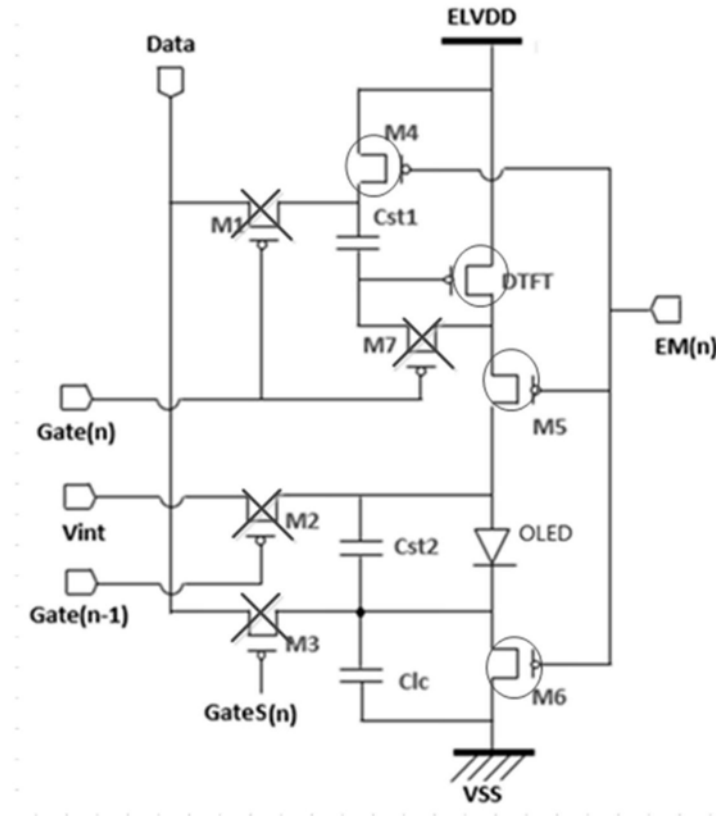 ELVDD
Data
M4
M1
Cst1
DTFT
M7
EM(n)
M5
Gate(n)
M2
Vint
Cst2
OLED
Gate(n-1)
M3
Clc
M6
GateS(n)
VSS